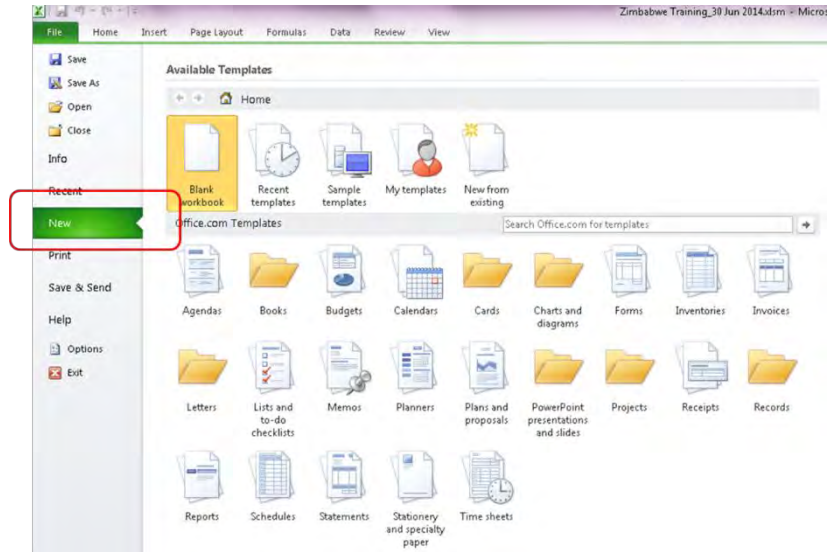 Zimbabwe Training_30 Jun 2014.xlsm - Micros
File Home Insert Page Layout Formulas Data Review View
Save
Save As
Open
Close
Info
Recent
New
Print
Save & Send
Help
Options
Exit
Available Templates
Home
Blank workbook
Recent templates
Sample templates
My templates
New from existing
Office.com Templates
Search Office.com for templates
Agendas
Books
Budgets
Calendars
Cards
Charts and diagrams
Forms
Inventories
Invoices
Letters
Lists and to-do checklists
Memos
Planners
Plans and proposals
PowerPoint presentations and slides
Projects
Receipts
Records
Reports
Schedules
Statements
Stationery and specialty paper
Time sheets